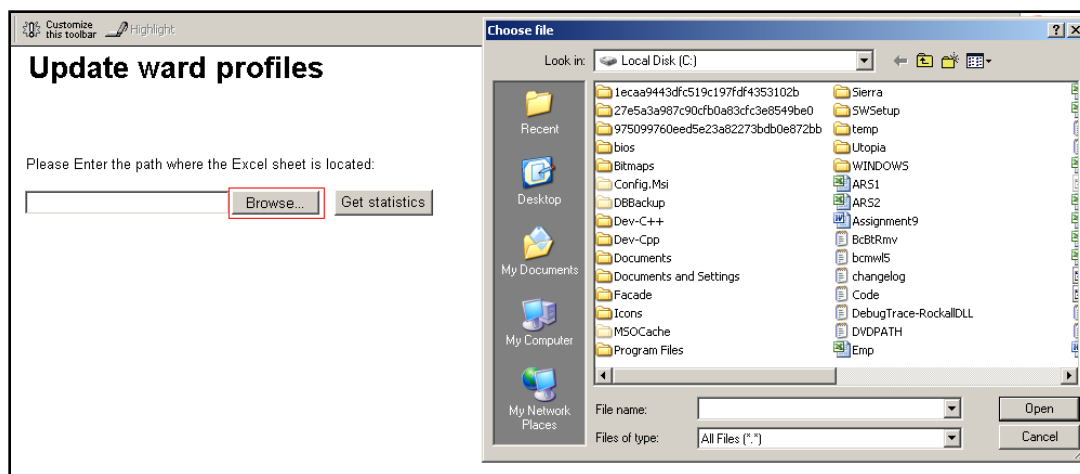 Customize
this toolbar
Highlight
Update ward profiles
Please Enter the path where the Excel sheet is located:
Browse...
Get statistics
Choose file
Look in:
Local Disk (C:)
Recent
Desktop
My Documents
My Computer
My Network
Places
1ecaa9443dfc519c197fdf4353102b
27e5a3a987c90cfb0a83cfc3e8549be0
975099760eed5e23a82273bdb0e872bb
bios
Bitmaps
Config.Msi
DBBackup
Dev-C++
Dev-Cpp
Documents
Documents and Settings
Facade
Icons
MSOCache
Program Files
Sierra
SWSetup
temp
Utopia
WINDOWS
ARS1
ARS2
Assignment9
BcBtRmv
bcmwl5
changelog
Code
DebugTrace-RockallDLL
DVDPATH
Emp
File name:
Open
Files of type:
All Files (*.*)
Cancel